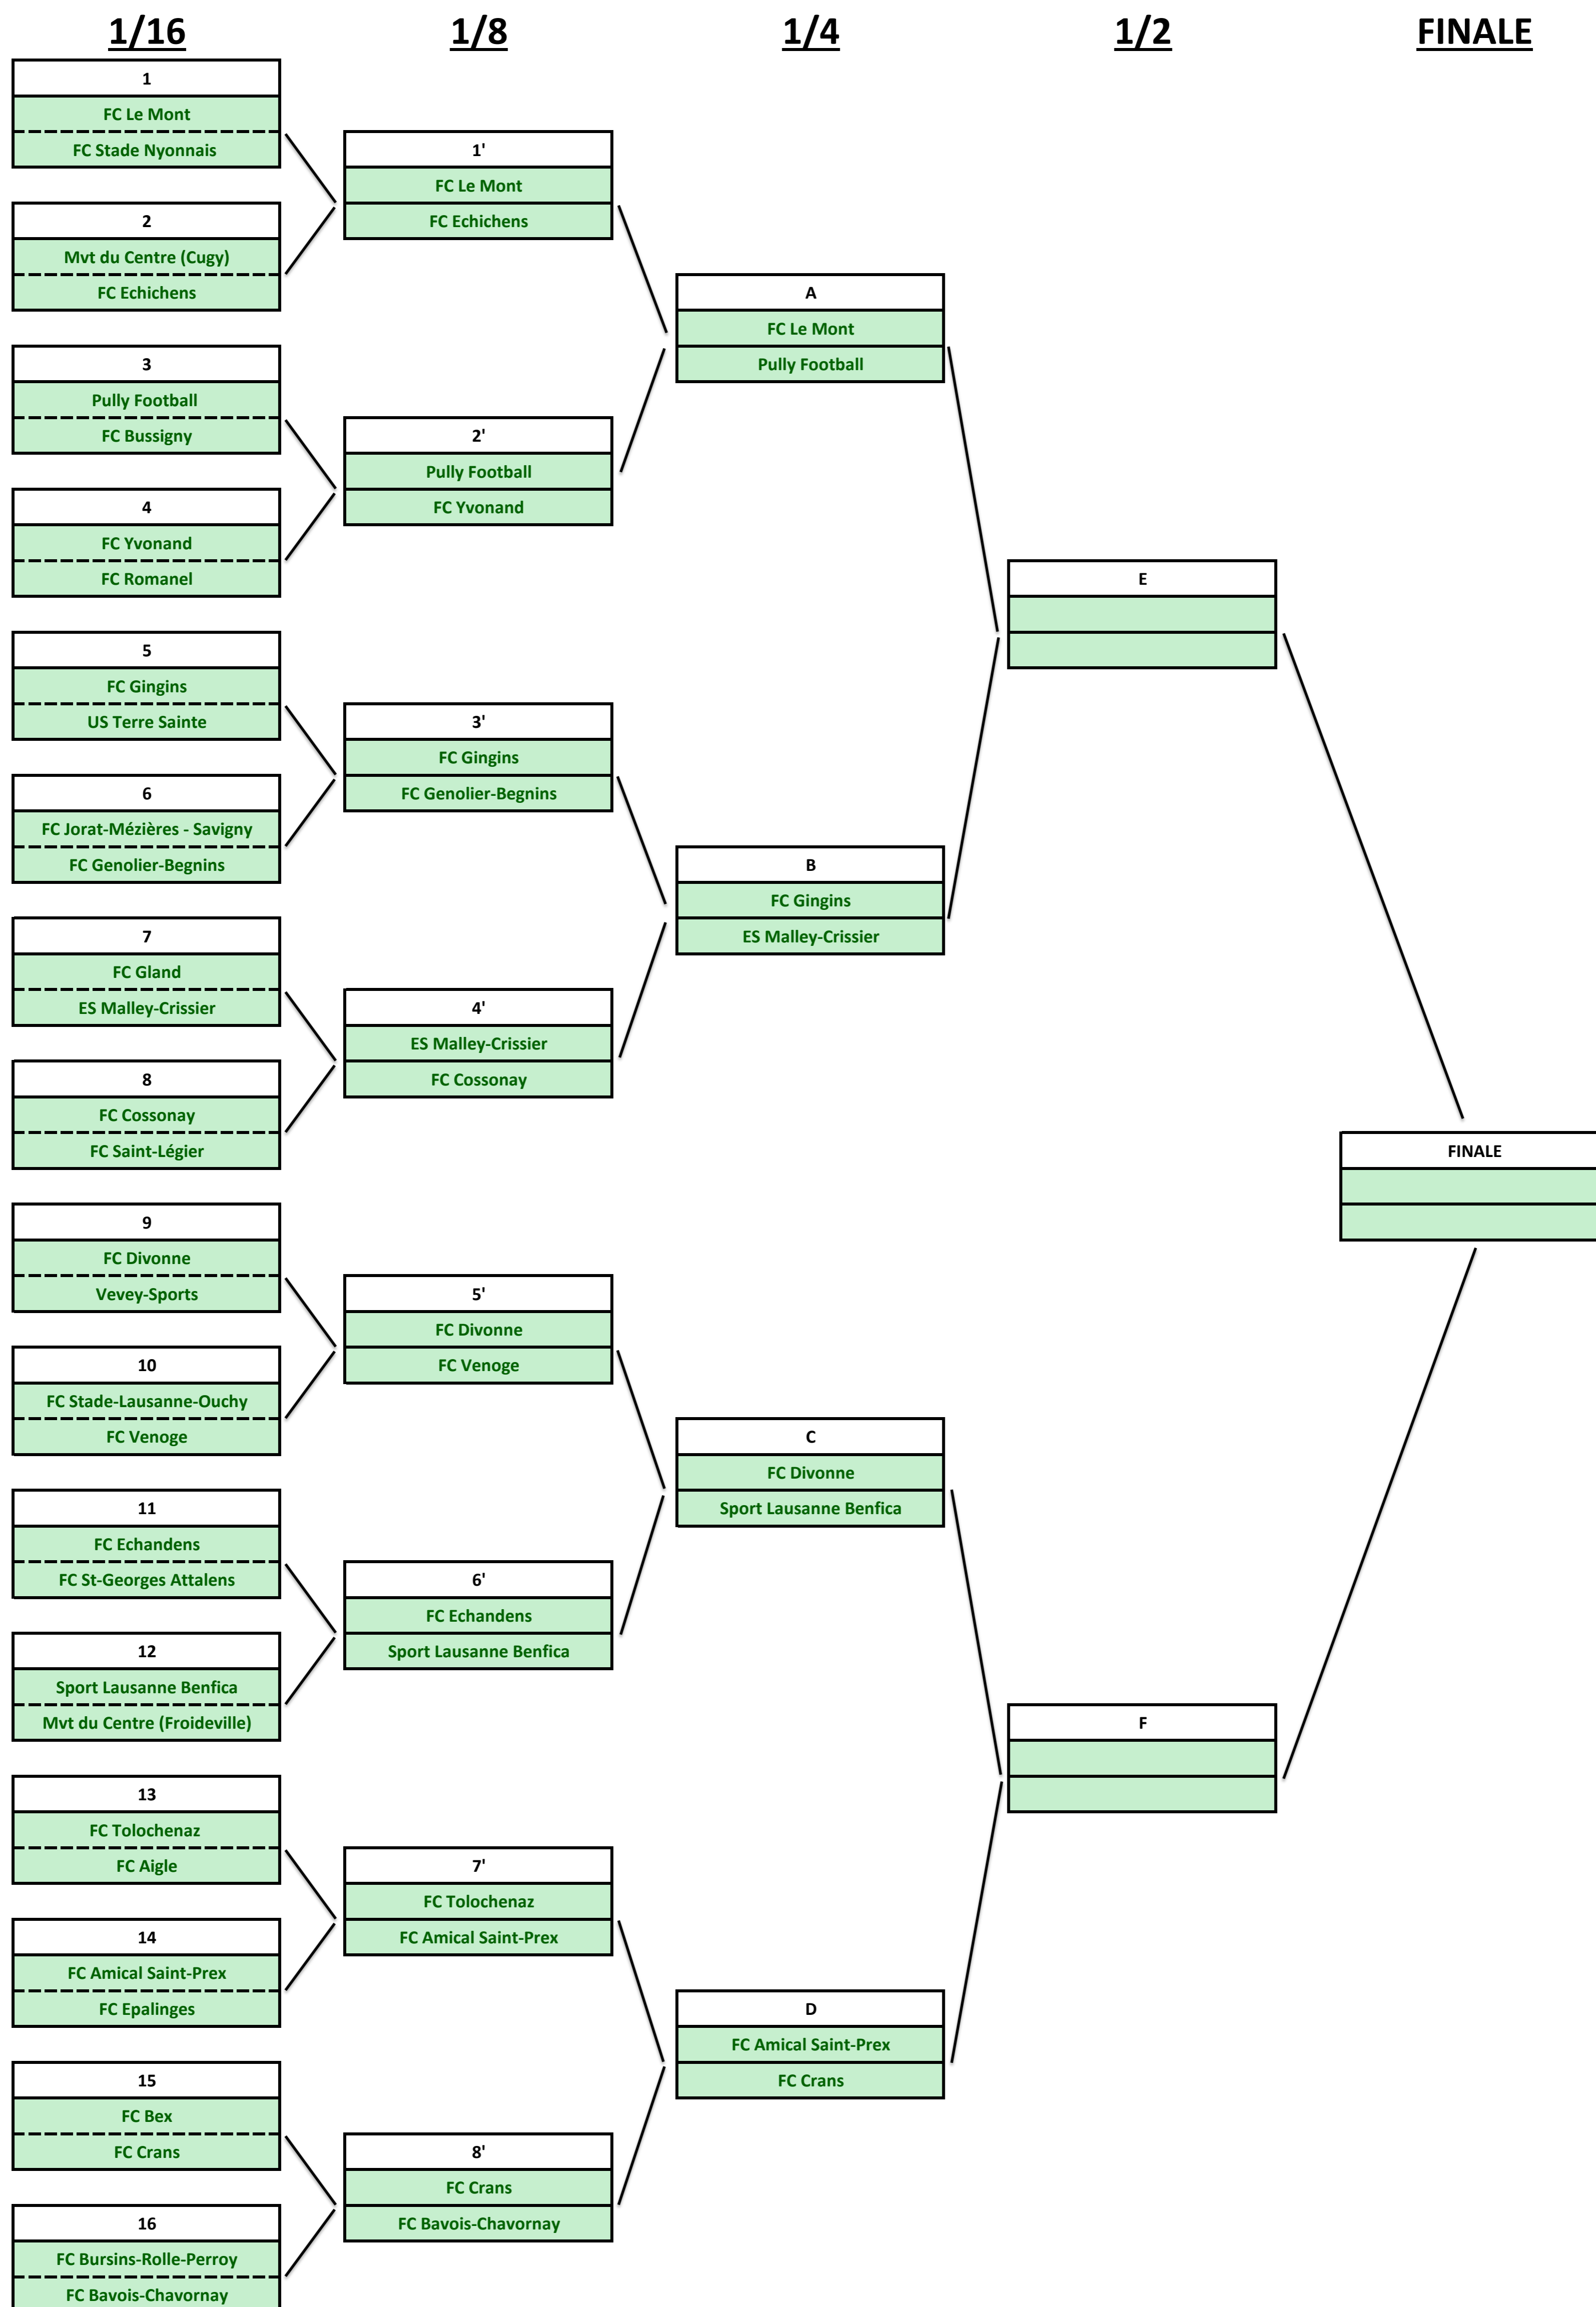 1/16
1/8
1/4
1/2
FINALE
1
FC Le Mont
FC Stade Nyonnais
2
Mvt du Centre (Cugy)
FC Echichens
3
Pully Football
FC Bussigny
4
FC Yvonand
FC Romanel
5
FC Gingins
US Terre Sainte
6
FC Jorat-Mézières - Savigny
FC Genolier-Begnins
7
FC Gland
ES Malley-Crissier
8
FC Cossonay
FC Saint-Légier
9
FC Divonne
Vevey-Sports
10
FC Stade-Lausanne-Ouchy
FC Venoge
11
FC Echandens
FC St-Georges Attalens
12
Sport Lausanne Benfica
Mvt du Centre (Froideville)
13
FC Tolochenaz
FC Aigle
14
FC Amical Saint-Prex
FC Epalinges
15
FC Bex
FC Crans
16
FC Bursins-Rolle-Perroy
FC Bavois-Chavornay
1'
FC Le Mont
FC Echichens
2'
Pully Football
FC Yvonand
3'
FC Gingins
FC Genolier-Begnins
4'
ES Malley-Crissier
FC Cossonay
5'
FC Divonne
FC Venoge
6'
FC Echandens
Sport Lausanne Benfica
7'
FC Tolochenaz
FC Amical Saint-Prex
8'
FC Crans
FC Bavois-Chavornay
A
FC Le Mont
Pully Football
B
FC Gingins
ES Malley-Crissier
C
FC Divonne
Sport Lausanne Benfica
D
FC Amical Saint-Prex
FC Crans
E
F
FINALE